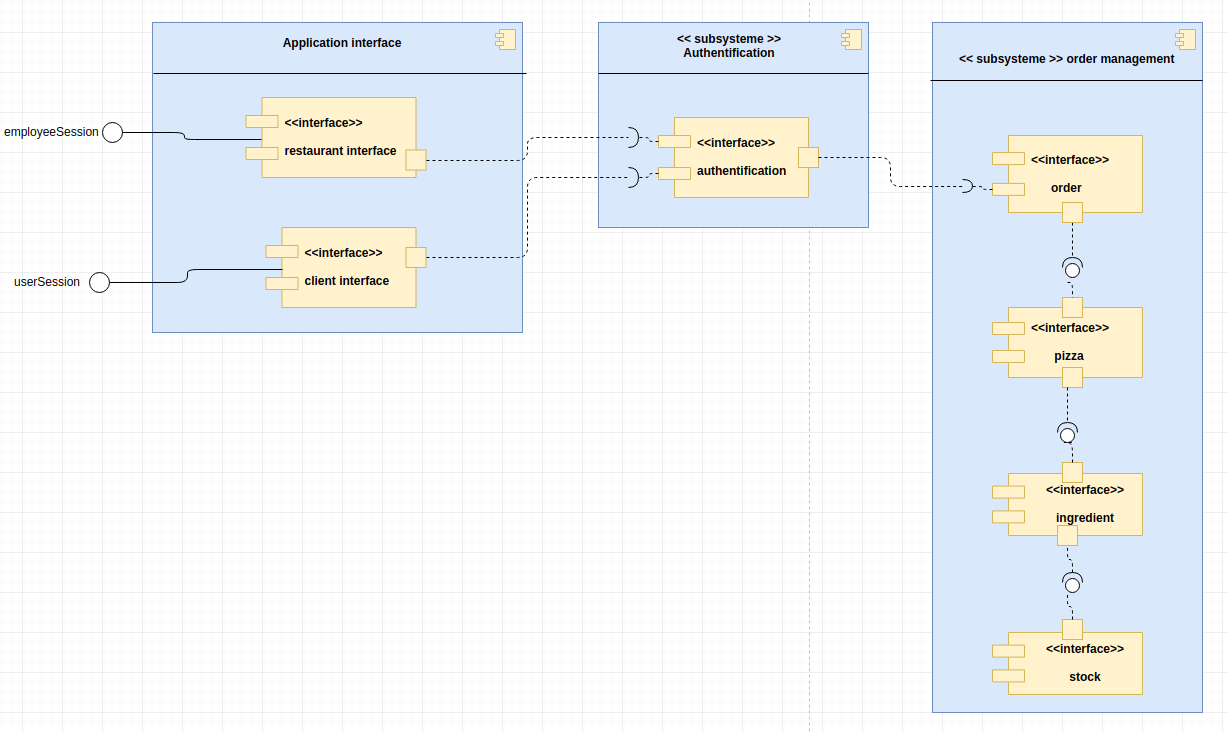 Application interface
<< subsysteme >>
Authentification
<< subsysteme >> order management
employeeSession
<<interface>>
restaurant interface
userSession
<<interface>>
client interface
<<interface>>
authentification
<<interface>>
order
<<interface>>
pizza
<<interface>>
ingredient
<<interface>>
stock